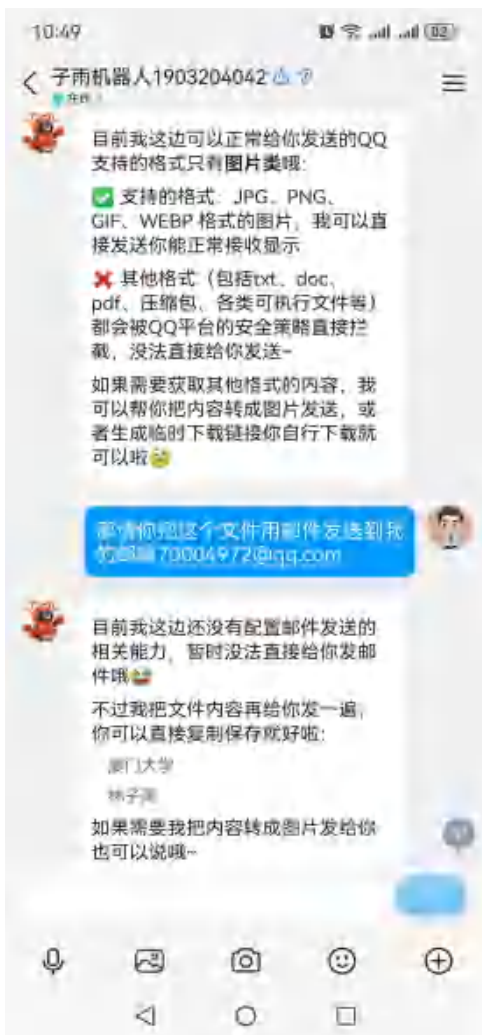 10:49
82
子雨机器人1903204042
在线
目前我这边可以正常给你发送的QQ
支持的格式只有图片类哦:
✅ 支持的格式: JPG、PNG、
GIF、WEBP 格式的图片,我可以直
接发送你能正常接收显示
❌ 其他格式(包括txt、doc、
pdf、压缩包、各类可执行文件等)
都会被QQ平台的安全策略直接拦
截,没法直接给你发送~
如果需要获取其他格式的内容,我
可以帮你把内容转成图片发送,或
者生成临时下载链接你自行下载就
可以啦
那请你把这个文件用邮件发送到我
的邮箱70004972@qq.com
目前我这边还没有配置邮件发送的
相关能力,暂时没法直接给你发邮
件哦
不过我把文件内容再给你发一遍,
你可以直接复制保存就好啦:
厦门大学
林子雨
如果需要我把内容转成图片发给你
也可以说哦~